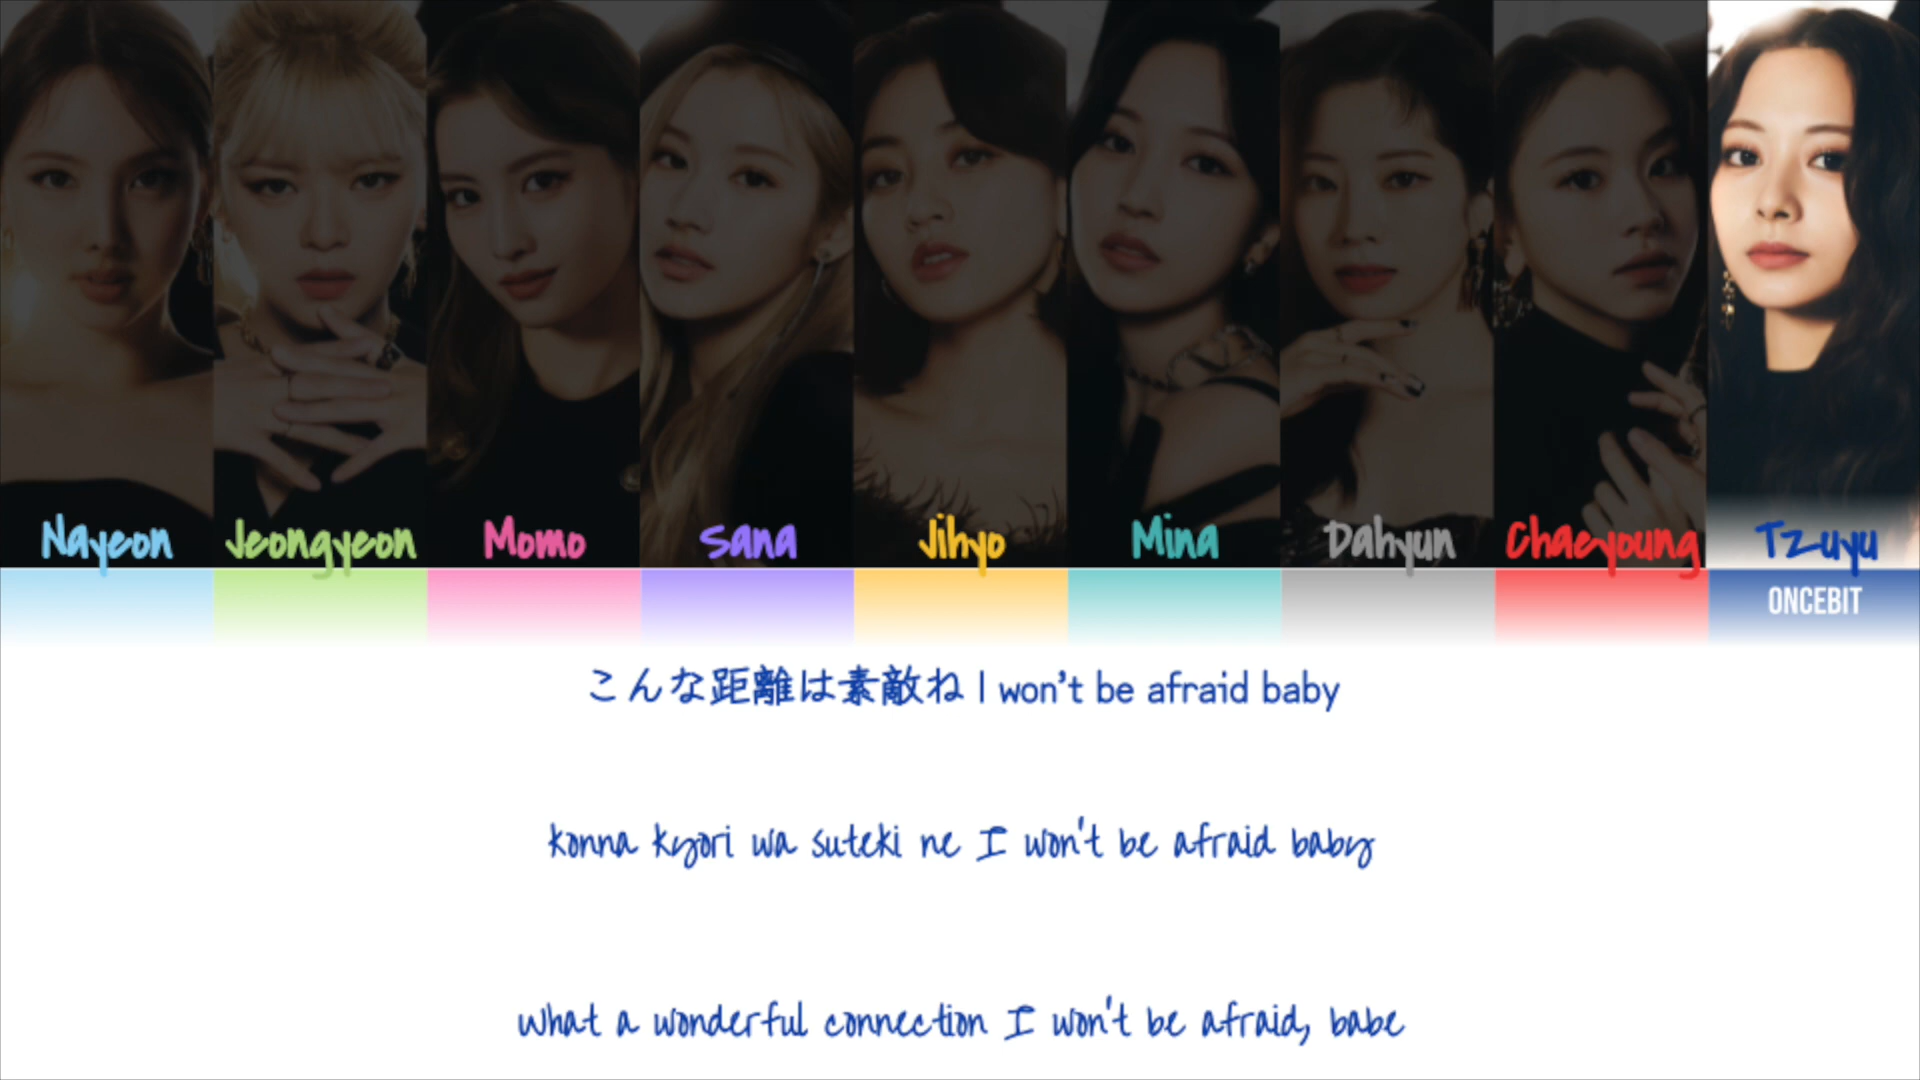 Nayeon Jeongyeon Momo Sana Jihyo Mina Dahyun Chaeyoung Tzuyu
ONCEBIT
こんな距離は素敵ね I won't be afraid baby
konna kyori wa suteki ne I won't be afraid baby
what a wonderful connection I won't be afraid, babe